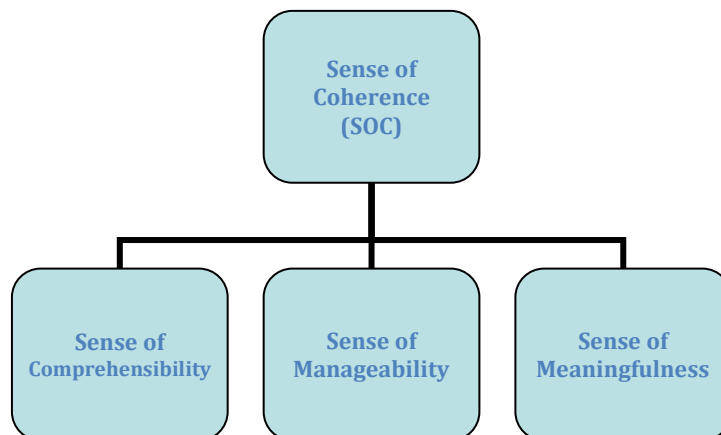 Sense of
Coherence
(SOC)
Sense of
Comprehensibility
Sense of
Manageability
Sense of
Meaningfulness